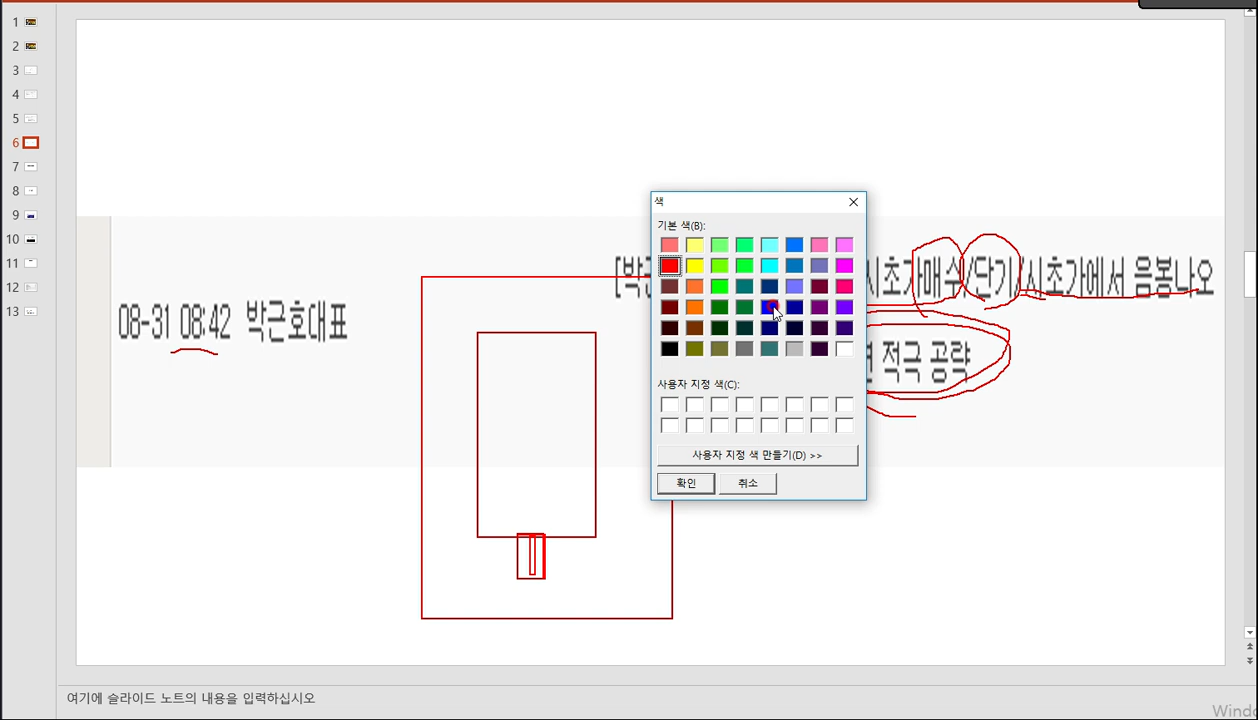 1
2
3
4
5
6
7
8
9
10
11
12
13
08-31 08:42 박근호대표
[박근
시초가매수/단기/시초가에서 음봉나오
면 적극 공략
색
기본 색(B):
사용자 지정 색(C):
사용자 지정 색 만들기(D) >>
확인
취소
여기에 슬라이드 노트의 내용을 입력하십시오